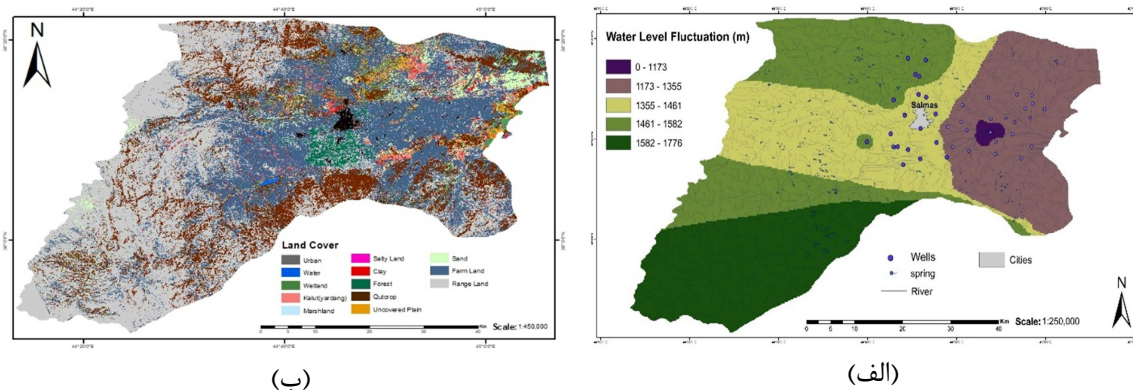 N
Land Cover
Urban
Water
Wetland
Kalut(yardang)
Marshland
Salty Land
Clay
Forest
Qutorop
Uncovered Plain
Sand
Farm Land
Range Land
Km Scale: 1:450,000
(ب)
Water Level Fluctuation (m)
0 - 1173
1173 - 1355
1355 - 1461
1461 - 1582
1582 - 1776
N
Salmas
Wells
spring
River
Cities
N
0 5 10 20 30 40
Km Scale: 1:250,000
(الف)